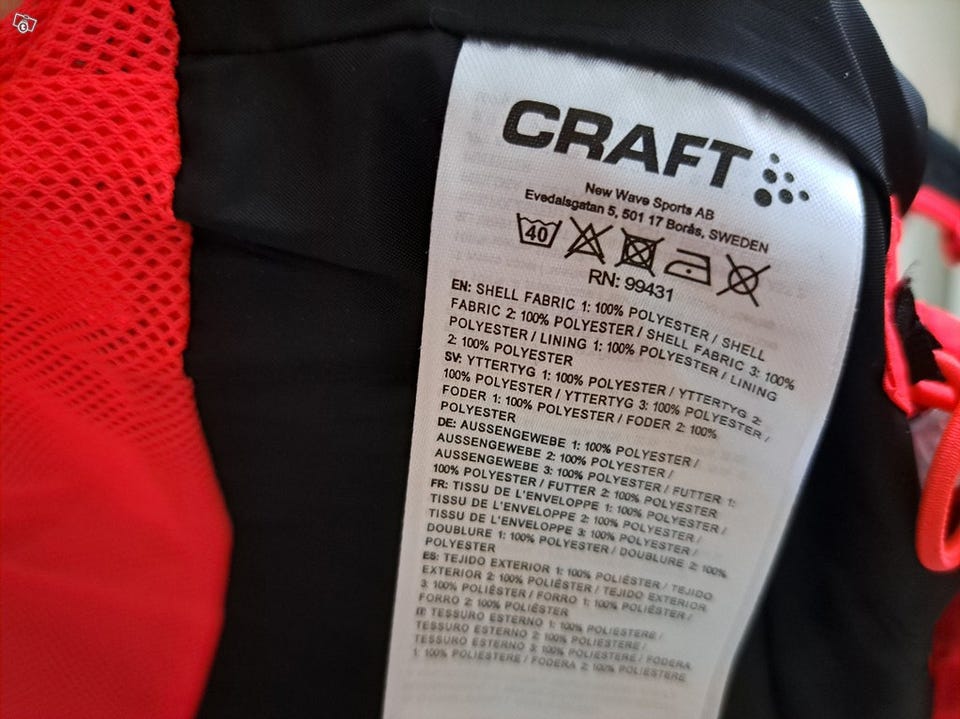 CRAFT
New Wave Sports AB
Evedalsgatan 5, 501 17 Borås, SWEDEN
40
RN: 99431
EN: SHELL FABRIC 1: 100% POLYESTER / SHELL
FABRIC 2: 100% POLYESTER / SHELL FABRIC 3: 100%
POLYESTER / LINING 1: 100% POLYESTER / LINING
2: 100% POLYESTER
SV: YTTERTYG 1: 100% POLYESTER / YTTERTYG 2:
100% POLYESTER / YTTERTYG 3: 100% POLYESTER /
FODER 1: 100% POLYESTER / FODER 2: 100%
POLYESTER
DE: AUSSENGEWEBE 1: 100% POLYESTER /
AUSSENGEWEBE 2: 100% POLYESTER /
AUSSENGEWEBE 3: 100% POLYESTER / FUTTER 1:
100% POLYESTER / FUTTER 2: 100% POLYESTER
FR: TISSU DE L'ENVELOPPE 1: 100% POLYESTER /
TISSU DE L'ENVELOPPE 2: 100% POLYESTER /
TISSU DE L'ENVELOPPE 3: 100% POLYESTER /
DOUBLURE 1: 100% POLYESTER / DOUBLURE 2: 100%
POLYESTER
ES: TEJIDO EXTERIOR 1: 100% POLIÉSTER / TEJIDO
EXTERIOR 2: 100% POLIÉSTER / TEJIDO EXTERIOR
3: 100% POLIÉSTER / FORRO 1: 100% POLIÉSTER /
FORRO 2: 100% POLIÉSTER
IT: TESSURO ESTERNO 1: 100% POLIESTERE /
TESSURO ESTERNO 2: 100% POLIESTERE /
TESSURO ESTERNO 3: 100% POLIESTERE / FODERA
1: 100% POLIESTERE / FODERA 2: 100% POLIESTERE